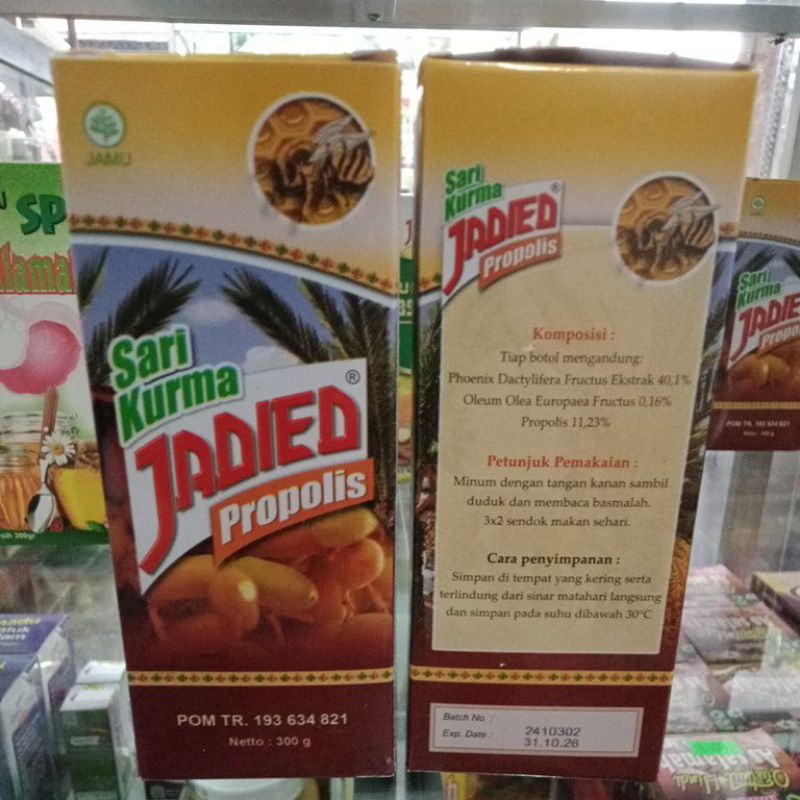 JAMU
Sari
Kurma
JADIED®
Propolis
POM TR. 193 634 821
Netto : 300 g
Sari
Kurma
JADIED®
Propolis
Komposisi :
Tiap botol mengandung:
Phoenix Dactylifera Fructus Ekstrak 40,1%
Oleum Olea Europaea Fructus 0,16%
Propolis 11,23%
Petunjuk Pemakaian :
Minum dengan tangan kanan sambil
duduk dan membaca basmalah.
3x2 sendok makan sehari.
Cara penyimpanan :
Simpan di tempat yang kering serta
terlindung dari sinar matahari langsung
dan simpan pada suhu dibawah 30°C
Batch No :
2410302
Exp. Date :
31.10.26
SP
Sari
Kurma
JADIED
Propolis
POM TR. 193 634 821
Netto : 300 g